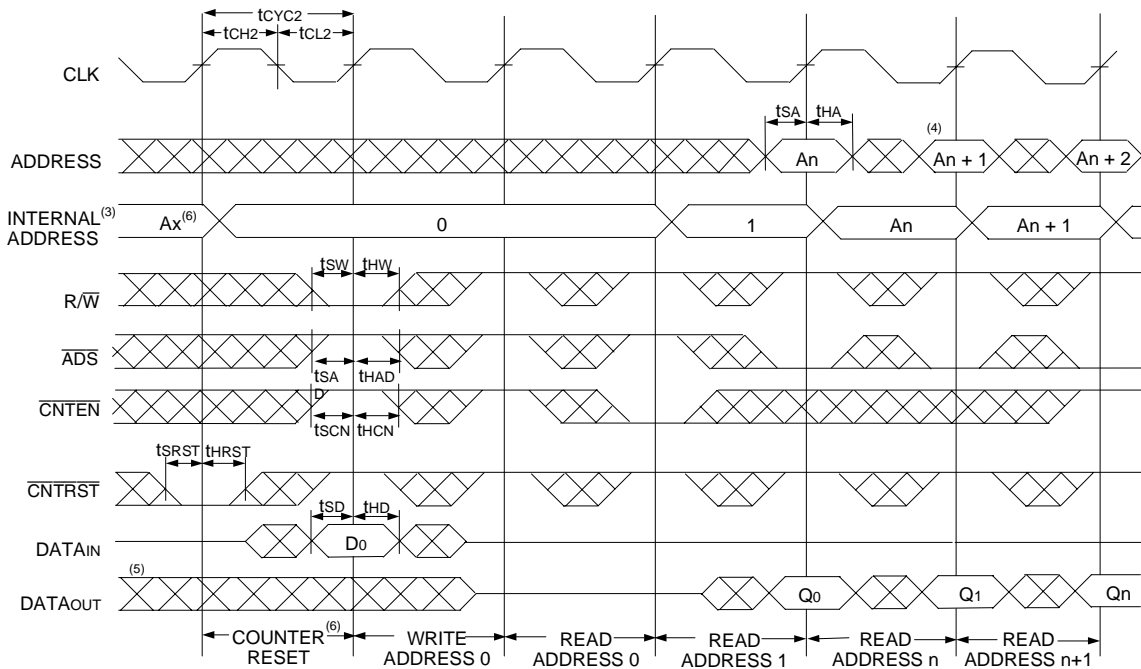 tCYC2
tCH2 tCL2
CLK
tSA tHA
(4)
ADDRESS An An + 1 An + 2
INTERNAL(3) ADDRESS Ax(6) 0 1 An An + 1
tSW tHW
R/W̅
A̅D̅S̅
tSA
D tHAD
C̅N̅T̅E̅N̅
tSCN tHCN
tSRST tHRST
C̅N̅T̅R̅S̅T̅
tSD tHD
DATAIN D0
(5)
DATAOUT Q0 Q1 Qn
COUNTER(6) RESET
WRITE ADDRESS 0
READ ADDRESS 0
READ ADDRESS 1
READ ADDRESS n
READ ADDRESS n+1